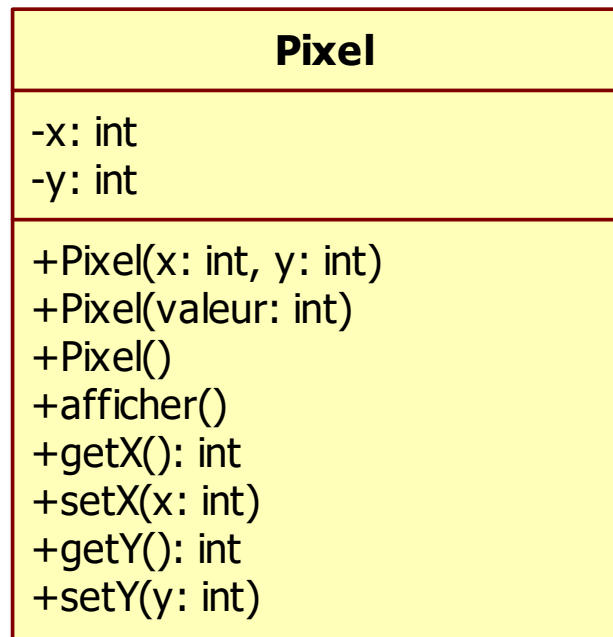 Pixel
-x: int
-y: int
+Pixel(x: int, y: int)
+Pixel(valeur: int)
+Pixel()
+afficher()
+getX(): int
+setX(x: int)
+getY(): int
+setY(y: int)